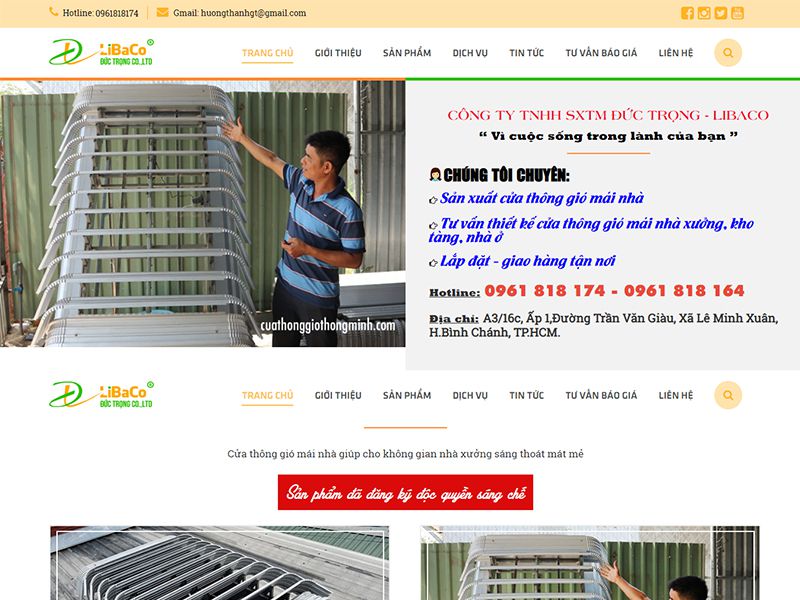 Hotline: 0961818174
Gmail: huongthanhgt@gmail.com
LiBaCo
ĐỨC TRỌNG CO.,LTD
TRANG CHỦ
GIỚI THIỆU
SẢN PHẨM
DỊCH VỤ
TIN TỨC
TƯ VẤN BÁO GIÁ
LIÊN HỆ
cuathonggiothongminh.com
CÔNG TY TNHH SXTM ĐỨC TRỌNG - LIBACO
“ Vì cuộc sống trong lành của bạn ”
CHÚNG TÔI CHUYÊN:
Sản xuất cửa thông gió mái nhà
Tư vấn thiết kế cửa thông gió mái nhà xưởng, kho
tàng, nhà ở
Lắp đặt - giao hàng tận nơi
Hotline: 0961 818 174 - 0961 818 164
Địa chỉ: A3/16c, Ấp 1,Đường Trần Văn Giàu, Xã Lê Minh Xuân,
H.Bình Chánh, TP.HCM.
LiBaCo
ĐỨC TRỌNG CO.,LTD
TRANG CHỦ
GIỚI THIỆU
SẢN PHẨM
DỊCH VỤ
TIN TỨC
TƯ VẤN BÁO GIÁ
LIÊN HỆ
Cửa thông gió mái nhà giúp cho không gian nhà xưởng sáng thoát mát mẻ
Sản phẩm đã đăng ký độc quyền sáng chế